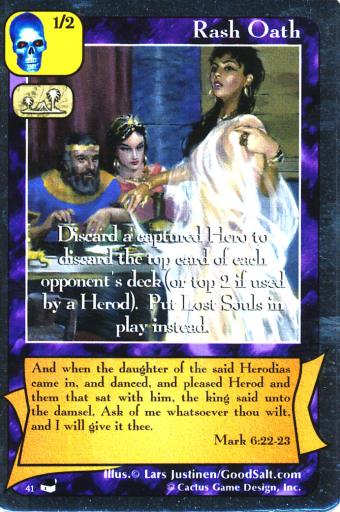 1/2
Rash Oath
Discard a captured Hero to
discard the top card of each
opponent's deck (or top 2 if used
by a Herod). Put Lost Souls in
play instead.
And when the daughter of the said Herodias
came in, and danced, and pleased Herod and
them that sat with him, the king said unto
the damsel, Ask of me whatsoever thou wilt,
and I will give it thee.
Mark 6:22-23
Illus.© Lars Justinen/GoodSalt.com
41
© Cactus Game Design, Inc.